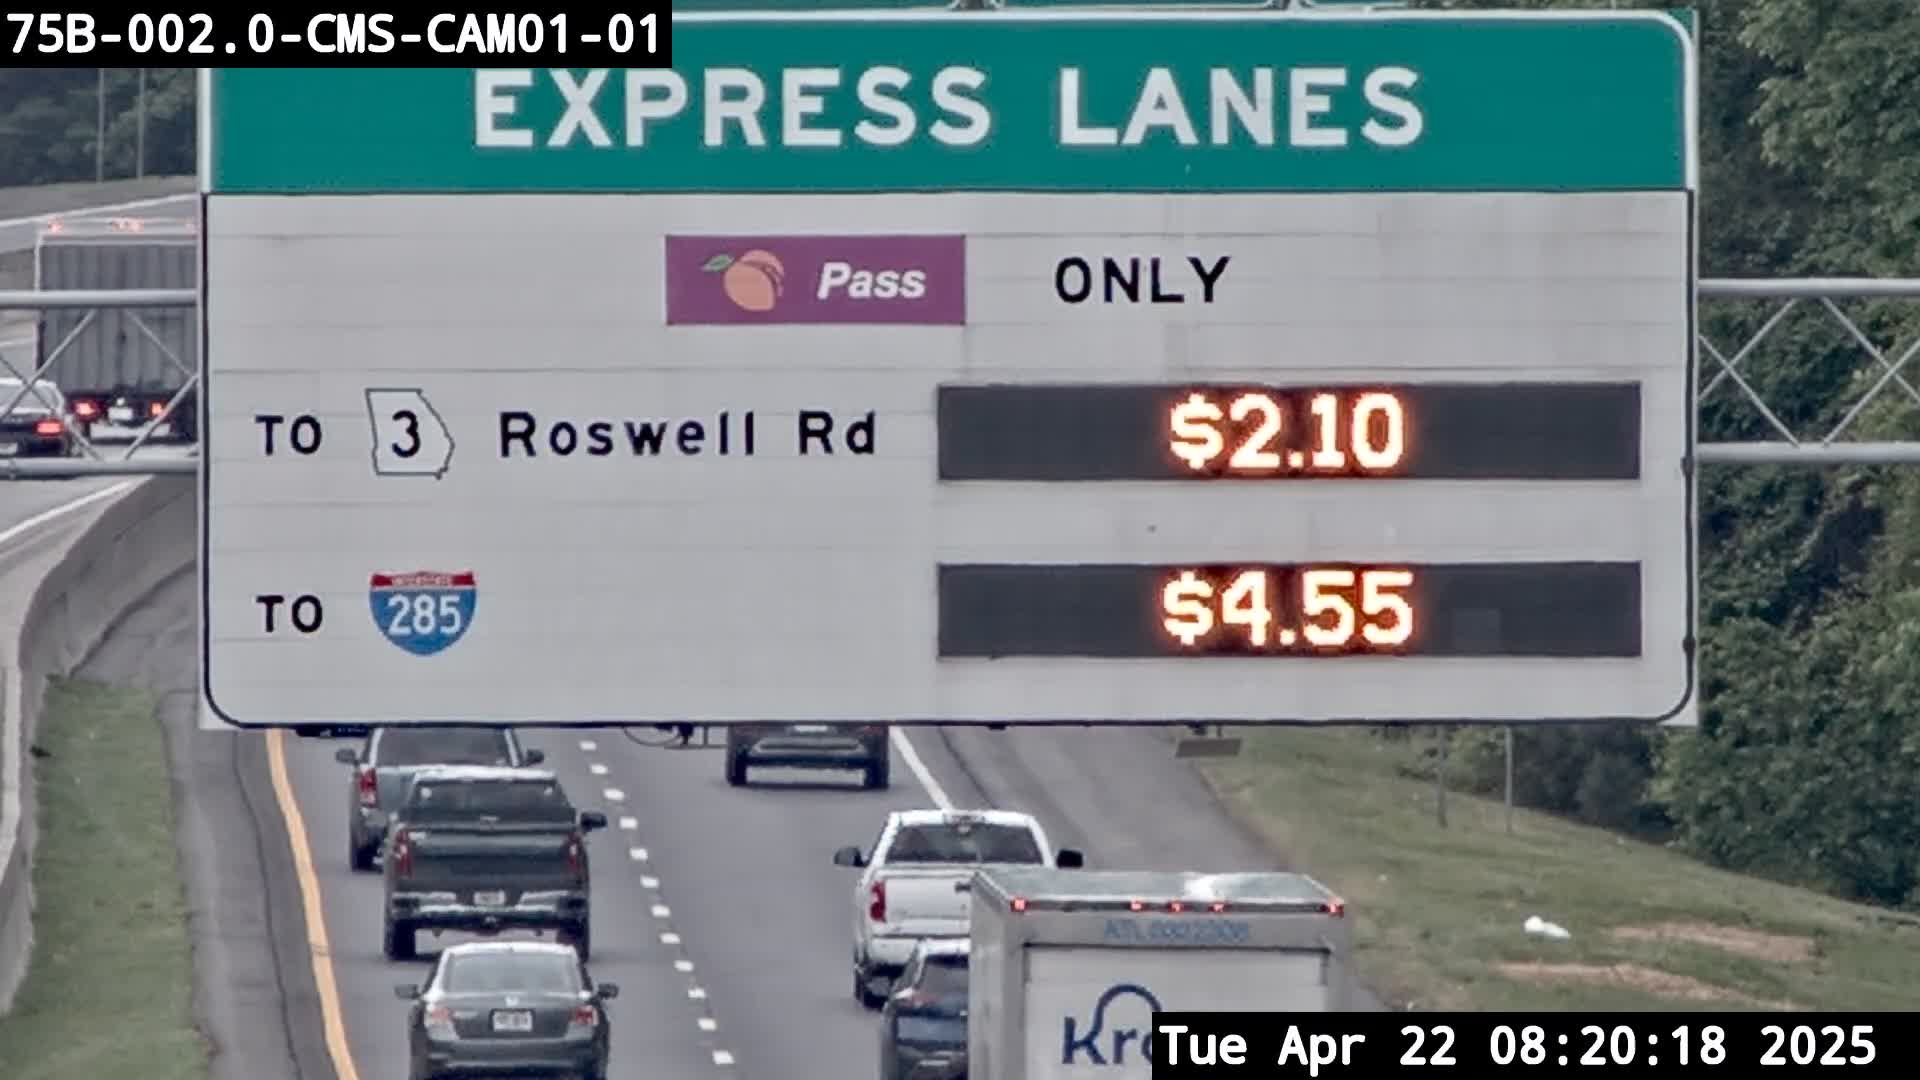 75B-002.0-CMS-CAM01-01
EXPRESS LANES
Pass ONLY
TO 3 Roswell Rd $2.10
INTERSTATE
TO 285 $4.55
Tue Apr 22 08:20:18 2025